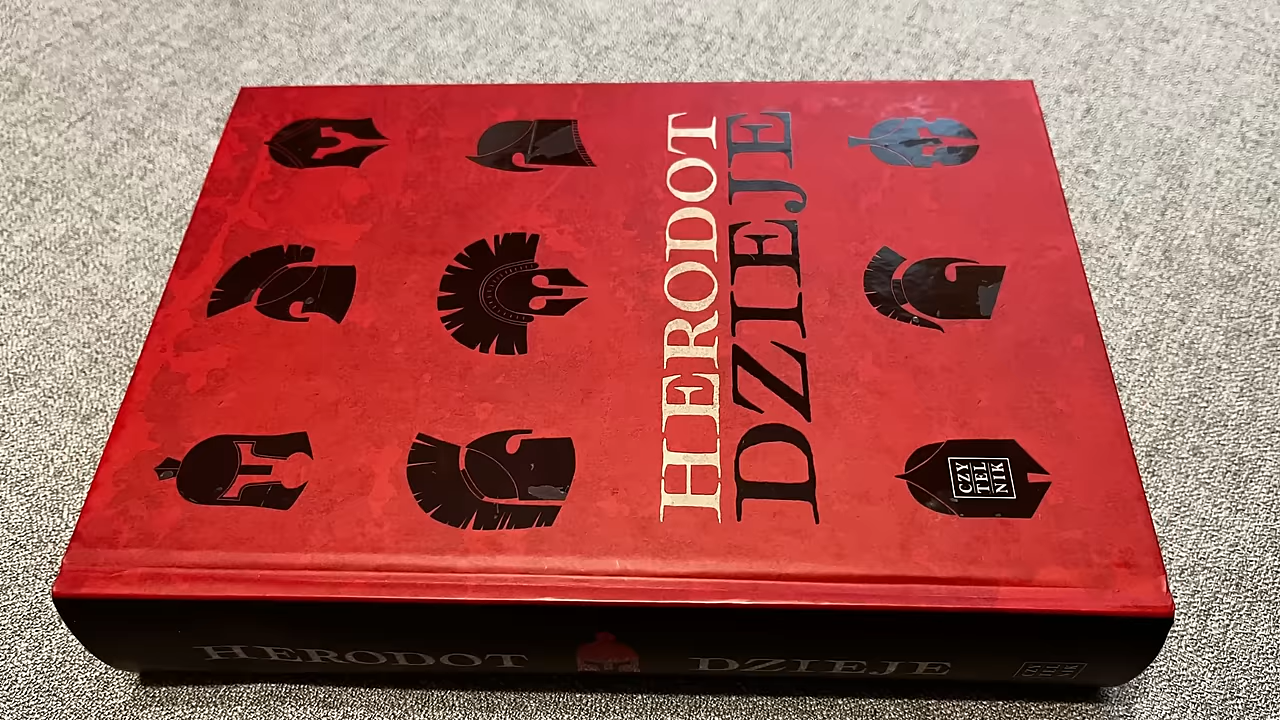 HERODOT
DZIEJE
CZY
TEL
NIK
HERODOT DZIEJE